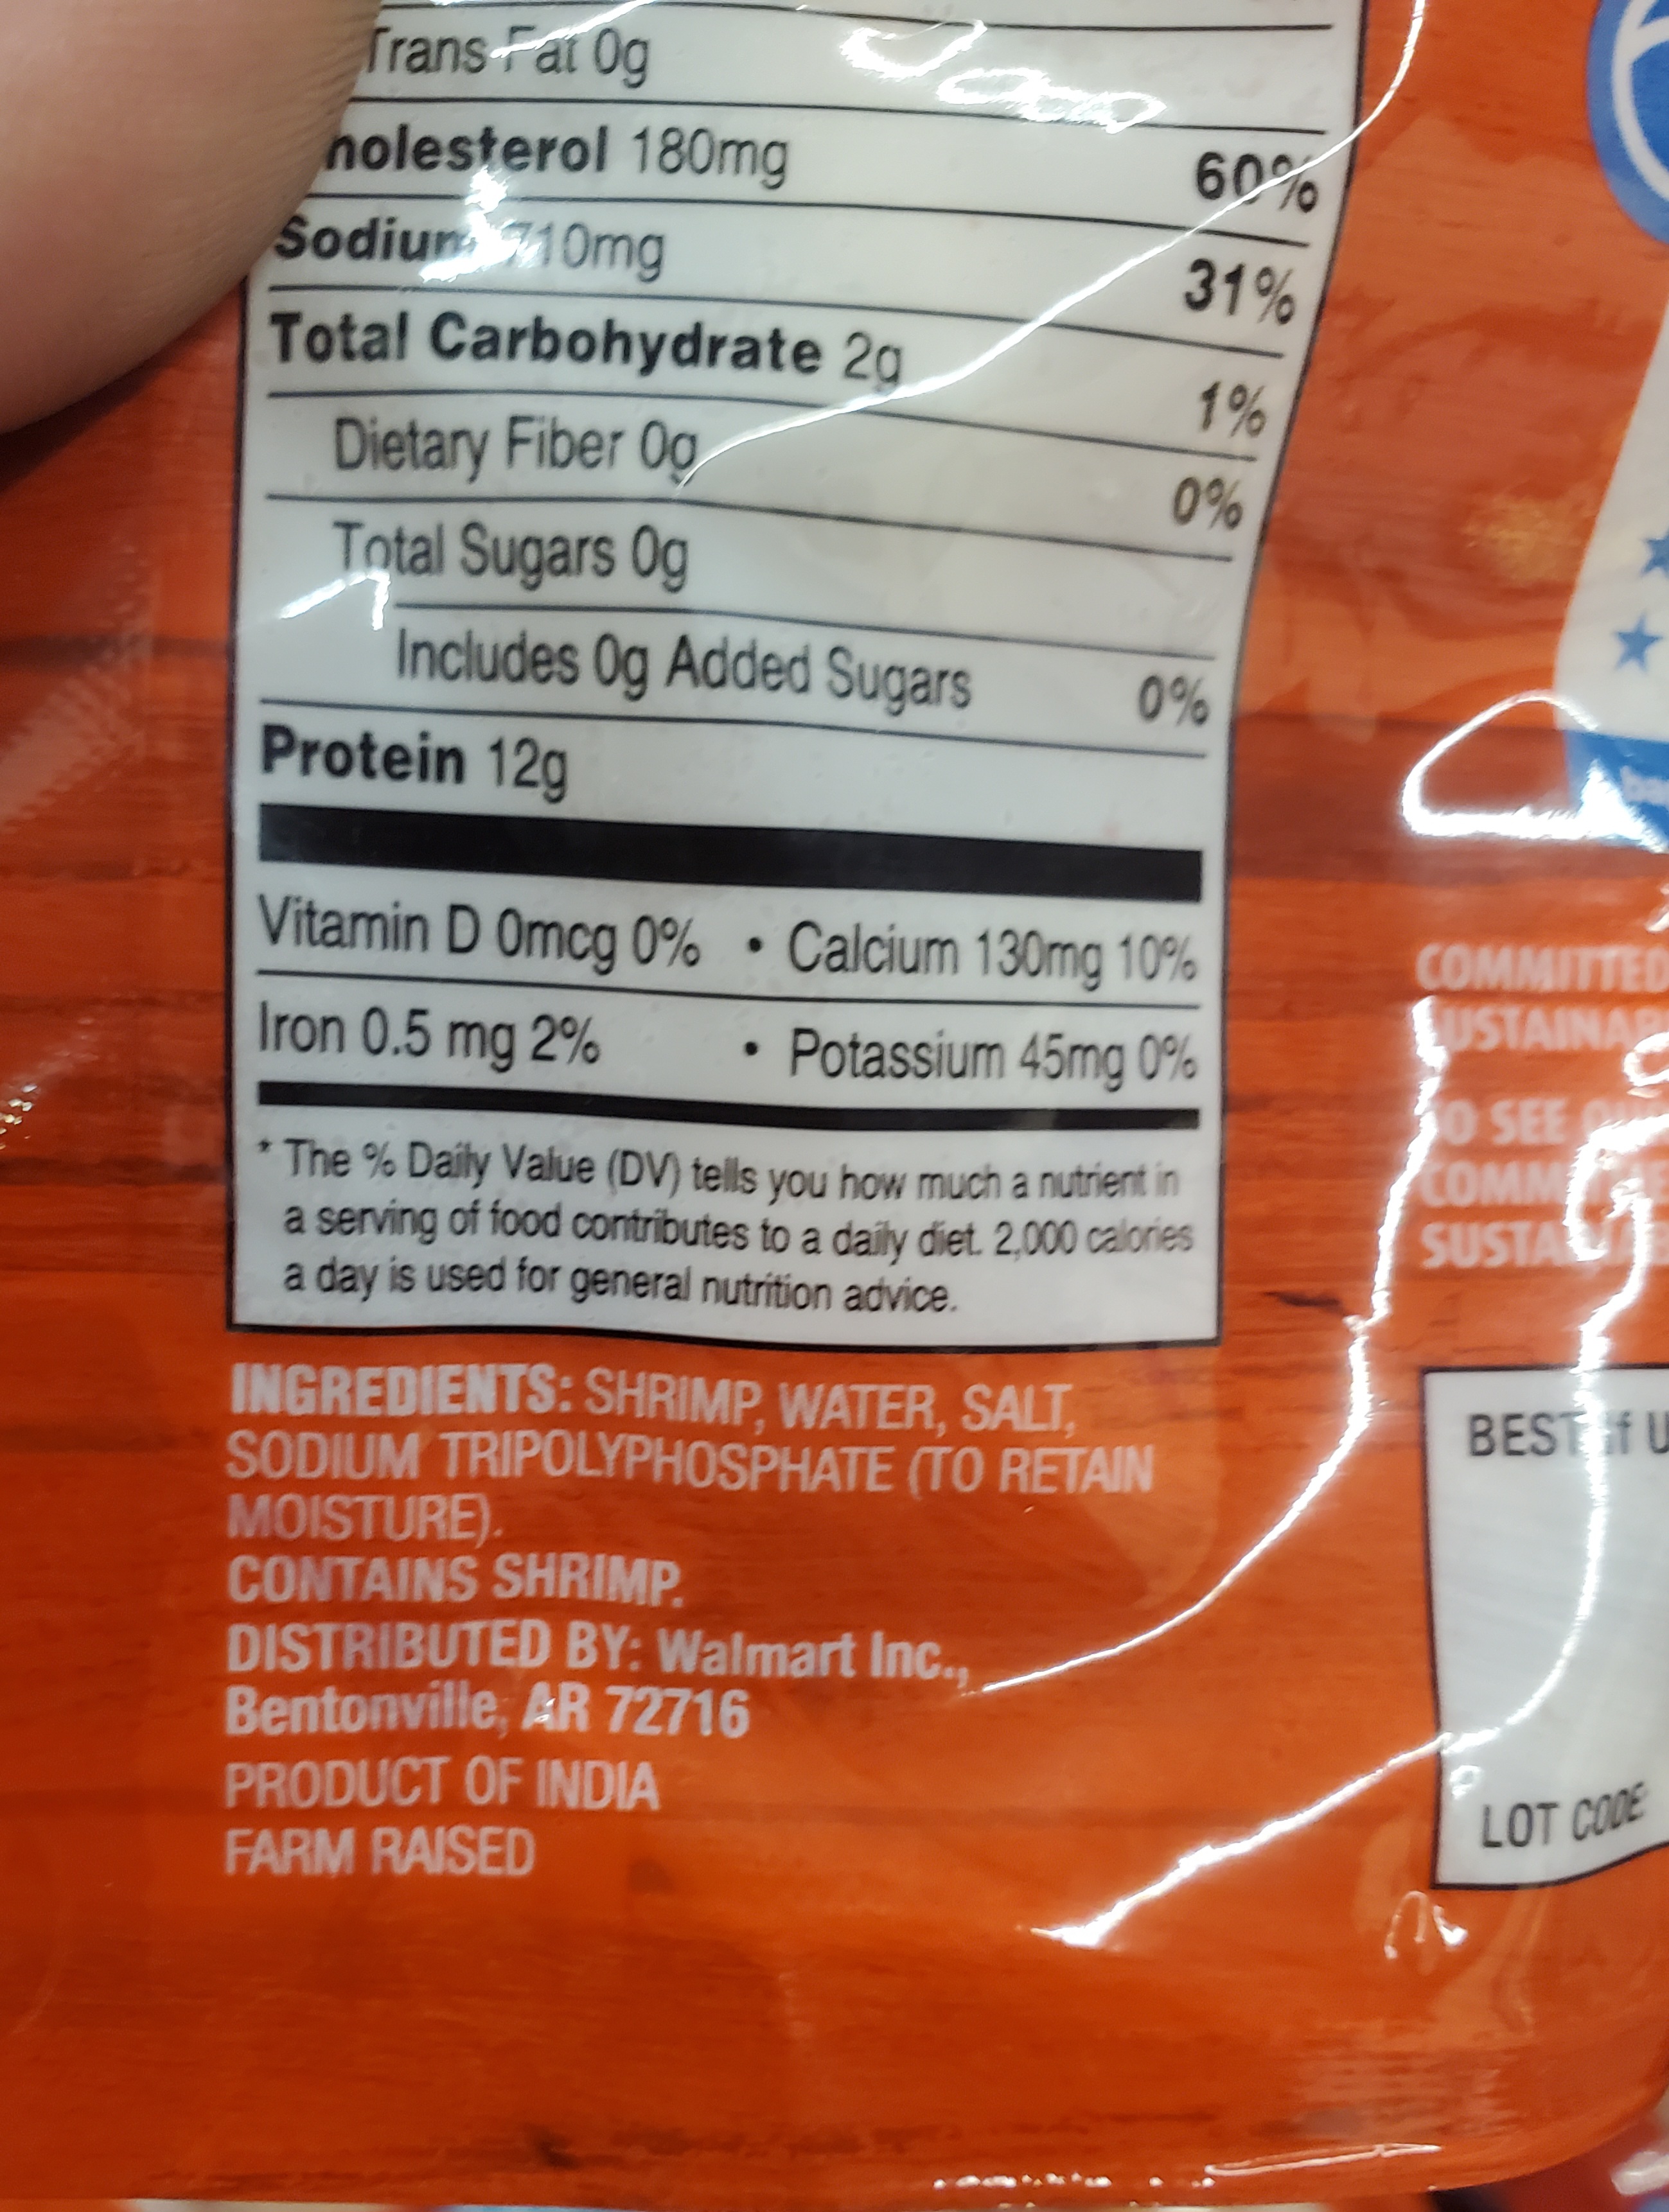 Trans Fat 0g
holesterol 180mg 60%
Sodium 710mg 31%
Total Carbohydrate 2g 1%
Dietary Fiber 0g 0%
Total Sugars 0g
Includes 0g Added Sugars 0%
Protein 12g
Vitamin D 0mcg 0% • Calcium 130mg 10%
Iron 0.5 mg 2% • Potassium 45mg 0%
* The % Daily Value (DV) tells you how much a nutrient in
a serving of food contributes to a daily diet. 2,000 calories
a day is used for general nutrition advice.
INGREDIENTS: SHRIMP, WATER, SALT,
SODIUM TRIPOLYPHOSPHATE (TO RETAIN
MOISTURE).
CONTAINS SHRIMP.
DISTRIBUTED BY: Walmart Inc.,
Bentonville, AR 72716
PRODUCT OF INDIA
FARM RAISED
COMMITTED
TO SEE
BEST if U
LOT CODE